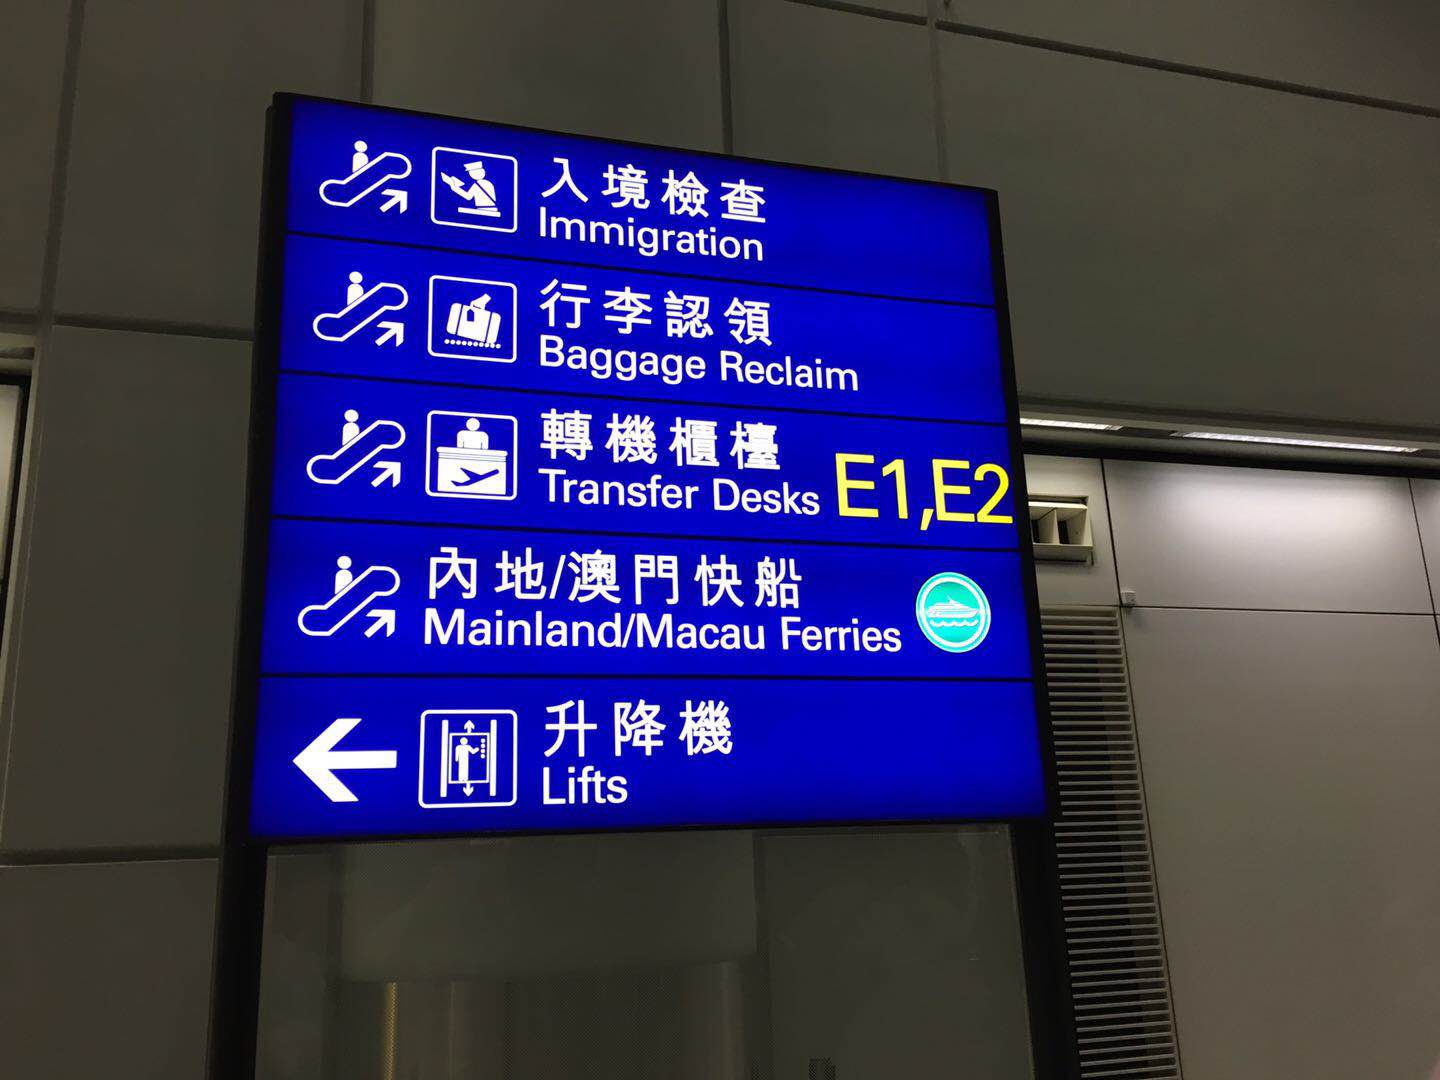 入境檢查
Immigration
行李認領
Baggage Reclaim
轉機櫃檯
Transfer Desks E1,E2
內地/澳門快船
Mainland/Macau Ferries
升降機
Lifts